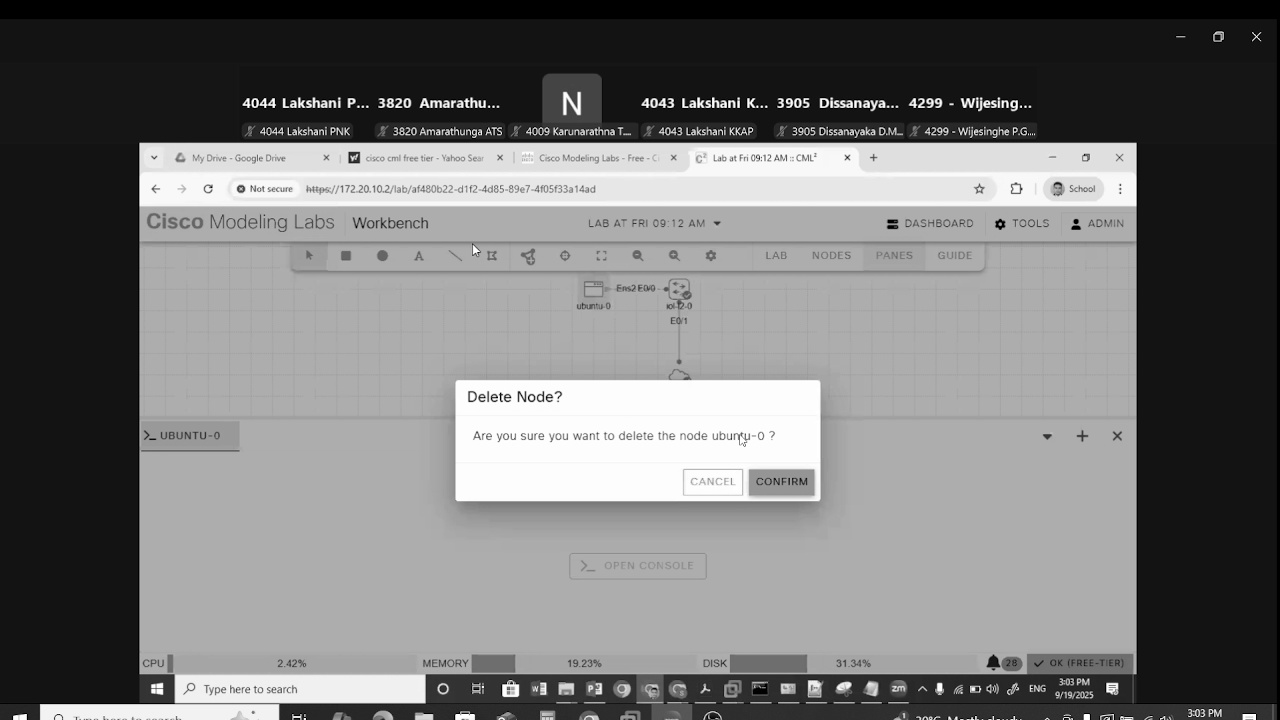 4044 Lakshani P... 3820 Amarathu... N 4043 Lakshani K... 3905 Dissanaya... 4299 - Wijesing...
4044 Lakshani PNK 3820 Amarathunga ATS 4009 Karunarathna T... 4043 Lakshani KKAP 3905 Dissanayaka D.M... 4299 - Wijesinghe P.G....
My Drive - Google Drive cisco cml free tier - Yahoo Sear Cisco Modeling Labs - Free - Ci Lab at Fri 09:12 AM :: CML²
Not secure https://172.20.10.2/lab/af480b22-d1f2-4d85-89e7-4f05f33a14ad School
Cisco Modeling Labs Workbench LAB AT FRI 09:12 AM DASHBOARD TOOLS ADMIN
LAB NODES PANES GUIDE
Ens2 E0/0
ubuntu-0 iol-l2-0
E0/1
Delete Node?
Are you sure you want to delete the node ubuntu-0 ?
CANCEL CONFIRM
UBUNTU-0
OPEN CONSOLE
CPU 2.42% MEMORY 19.23% DISK 31.34% 28 OK (FREE-TIER)
Type here to search ENG 3:03 PM
9/19/2025
Type here to search Mostly cloudy 3:03 PM